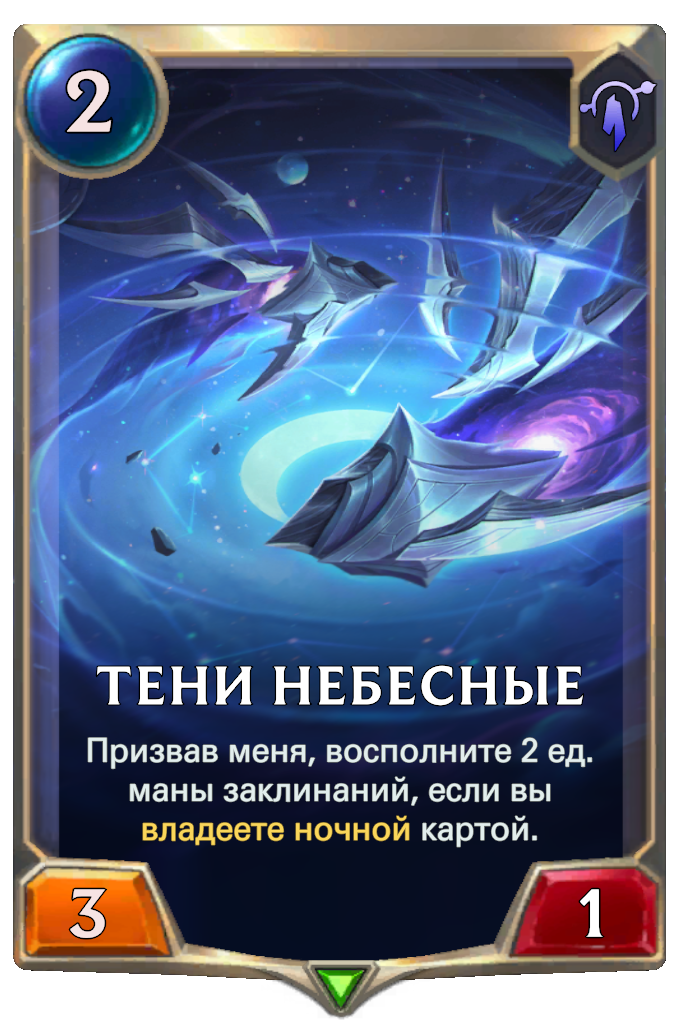 2
ТЕНИ НЕБЕСНЫЕ
Призвав меня, восполните 2 ед.
маны заклинаний, если вы
владеете ночной картой.
3
1